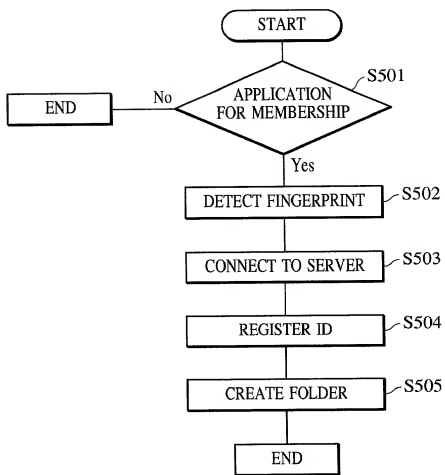 START
S501
APPLICATION
FOR MEMBERSHIP
No
END
Yes
DETECT FINGERPRINT
S502
CONNECT TO SERVER
S503
REGISTER ID
S504
CREATE FOLDER
S505
END